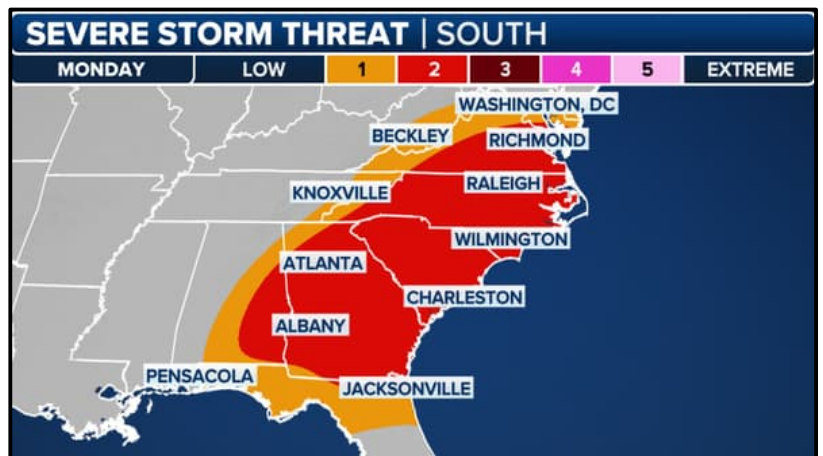 SEVERE STORM THREAT | SOUTH
MONDAY LOW 1 2 3 4 5 EXTREME
WASHINGTON, DC
BECKLEY
RICHMOND
KNOXVILLE
RALEIGH
WILMINGTON
ATLANTA
CHARLESTON
ALBANY
PENSACOLA
JACKSONVILLE